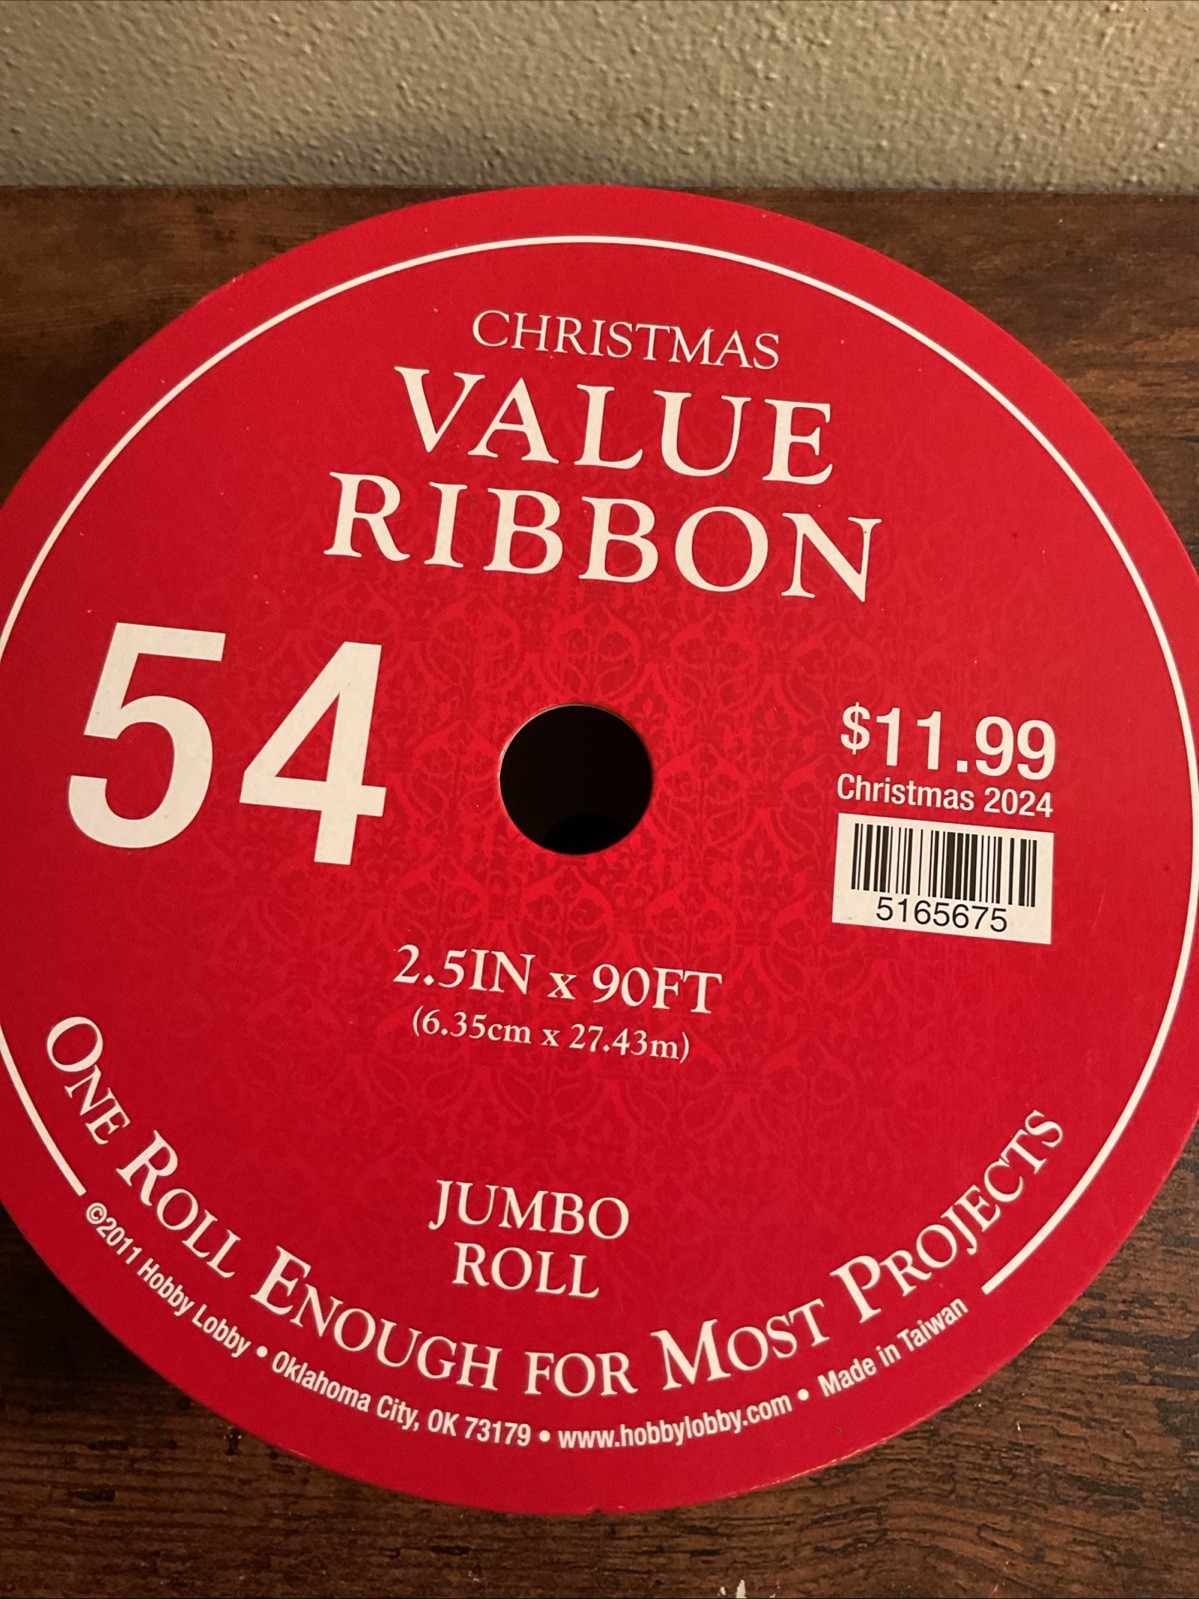 CHRISTMAS
VALUE
RIBBON
54
$11.99
Christmas 2024
5165675
2.5IN x 90FT
(6.35cm x 27.43m)
JUMBO
ROLL
ONE ROLL ENOUGH FOR MOST PROJECTS
©2011 Hobby Lobby • Oklahoma City, OK 73179 • www.hobbylobby.com • Made in Taiwan